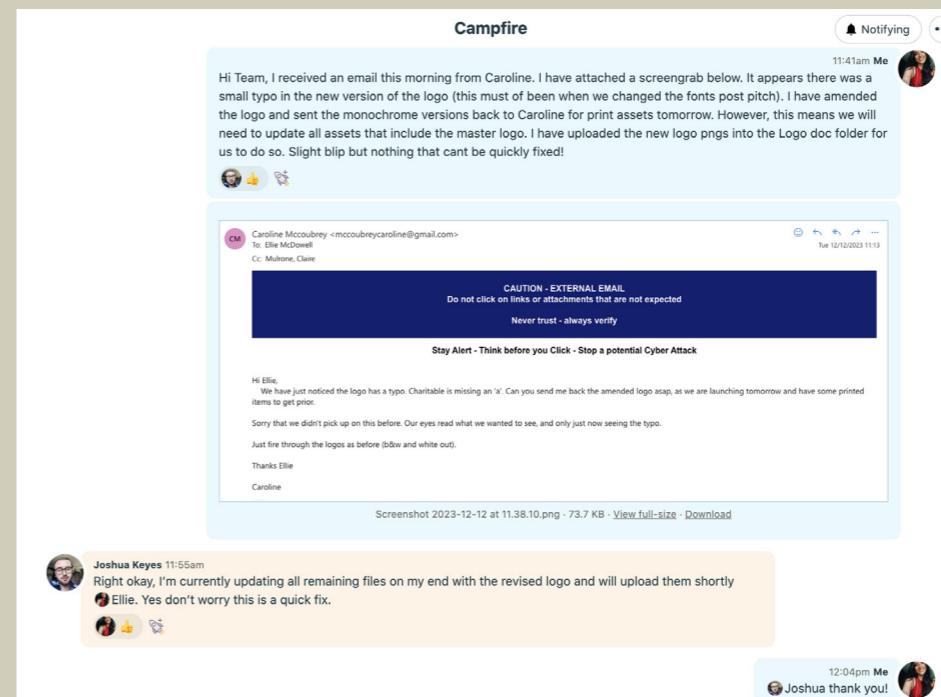 Campfire
Notifying
11:41am Me
Hi Team, I received an email this morning from Caroline. I have attached a screengrab below. It appears there was a
small typo in the new version of the logo (this must of been when we changed the fonts post pitch). I have amended
the logo and sent the monochrome versions back to Caroline for print assets tomorrow. However, this means we will
need to update all assets that include the master logo. I have uploaded the new logo pngs into the Logo doc folder for
us to do so. Slight blip but nothing that cant be quickly fixed!
CM
Caroline Mccoubrey <mccoubreycaroline@gmail.com>
To: Ellie McDowell
Cc: Mulrone, Claire
Tue 12/12/2023 11:13
CAUTION - EXTERNAL EMAIL
Do not click on links or attachments that are not expected
Never trust - always verify
Stay Alert - Think before you Click - Stop a potential Cyber Attack
Hi Ellie,
We have just noticed the logo has a typo. Charitable is missing an 'a'. Can you send me back the amended logo asap, as we are launching tomorrow and have some printed
items to get prior.
Sorry that we didn't pick up on this before. Our eyes read what we wanted to see, and only just now seeing the typo.
Just fire through the logos as before (b&w and white out).
Thanks Ellie
Caroline
Screenshot 2023-12-12 at 11.38.10.png · 73.7 KB · View full-size · Download
Joshua Keyes 11:55am
Right okay, I'm currently updating all remaining files on my end with the revised logo and will upload them shortly
Ellie. Yes don't worry this is a quick fix.
12:04pm Me
Joshua thank you!